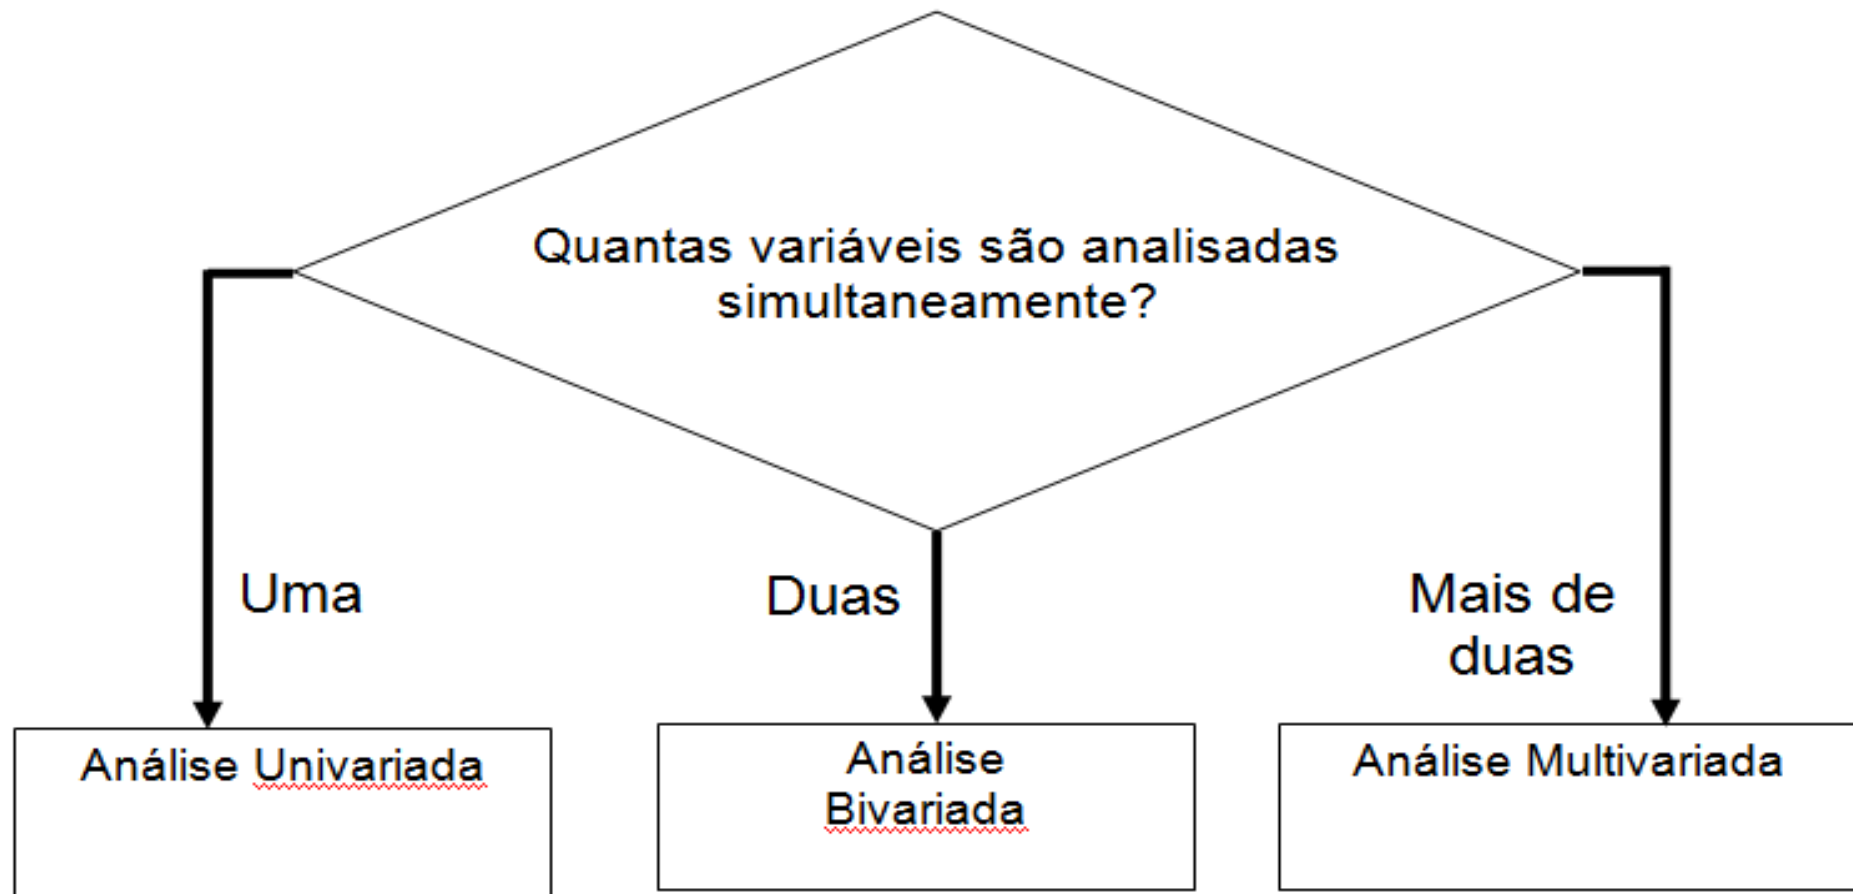 Quantas variáveis são analisadas
simultaneamente?
Uma
Duas
Mais de
duas
Análise Univariada
Análise
Bivariada
Análise Multivariada